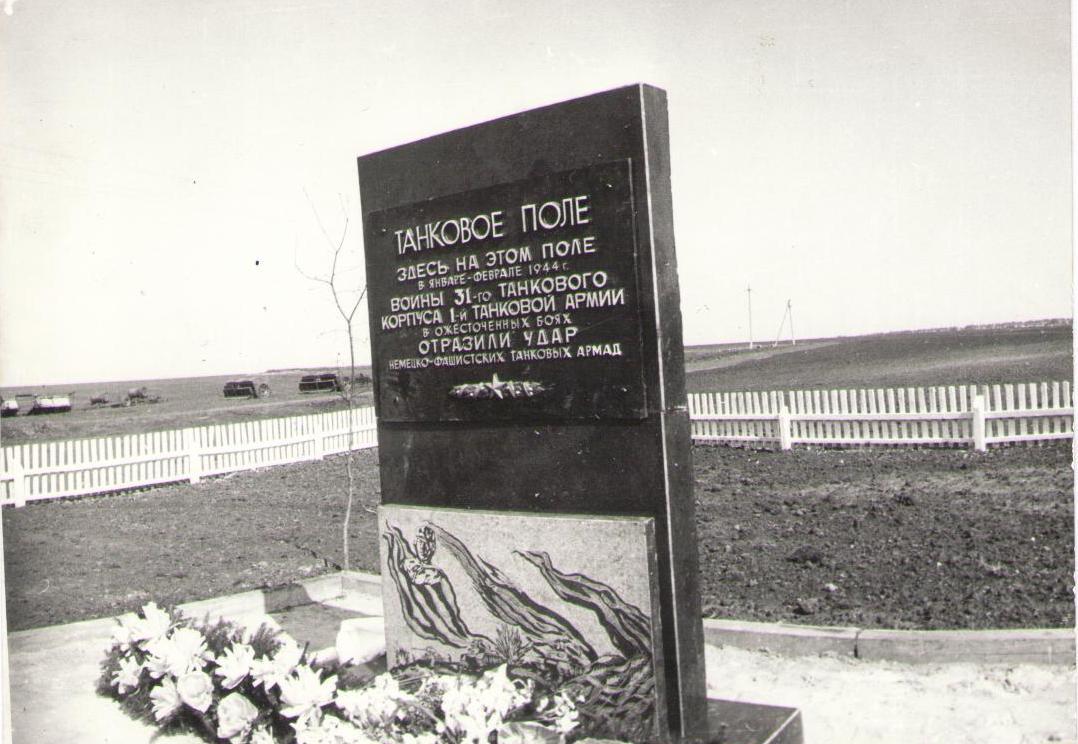 ТАНКОВОЕ ПОЛЕ
ЗДЕСЬ НА ЭТОМ ПОЛЕ
В ЯНВАРЕ-ФЕВРАЛЕ 1944 г.
ВОИНЫ 31-го ТАНКОВОГО
КОРПУСА 1-й ТАНКОВОЙ АРМИИ
В ОЖЕСТОЧЕННЫХ БОЯХ
ОТРАЗИЛИ УДАР
НЕМЕЦКО-ФАШИСТСКИХ ТАНКОВЫХ АРМАД